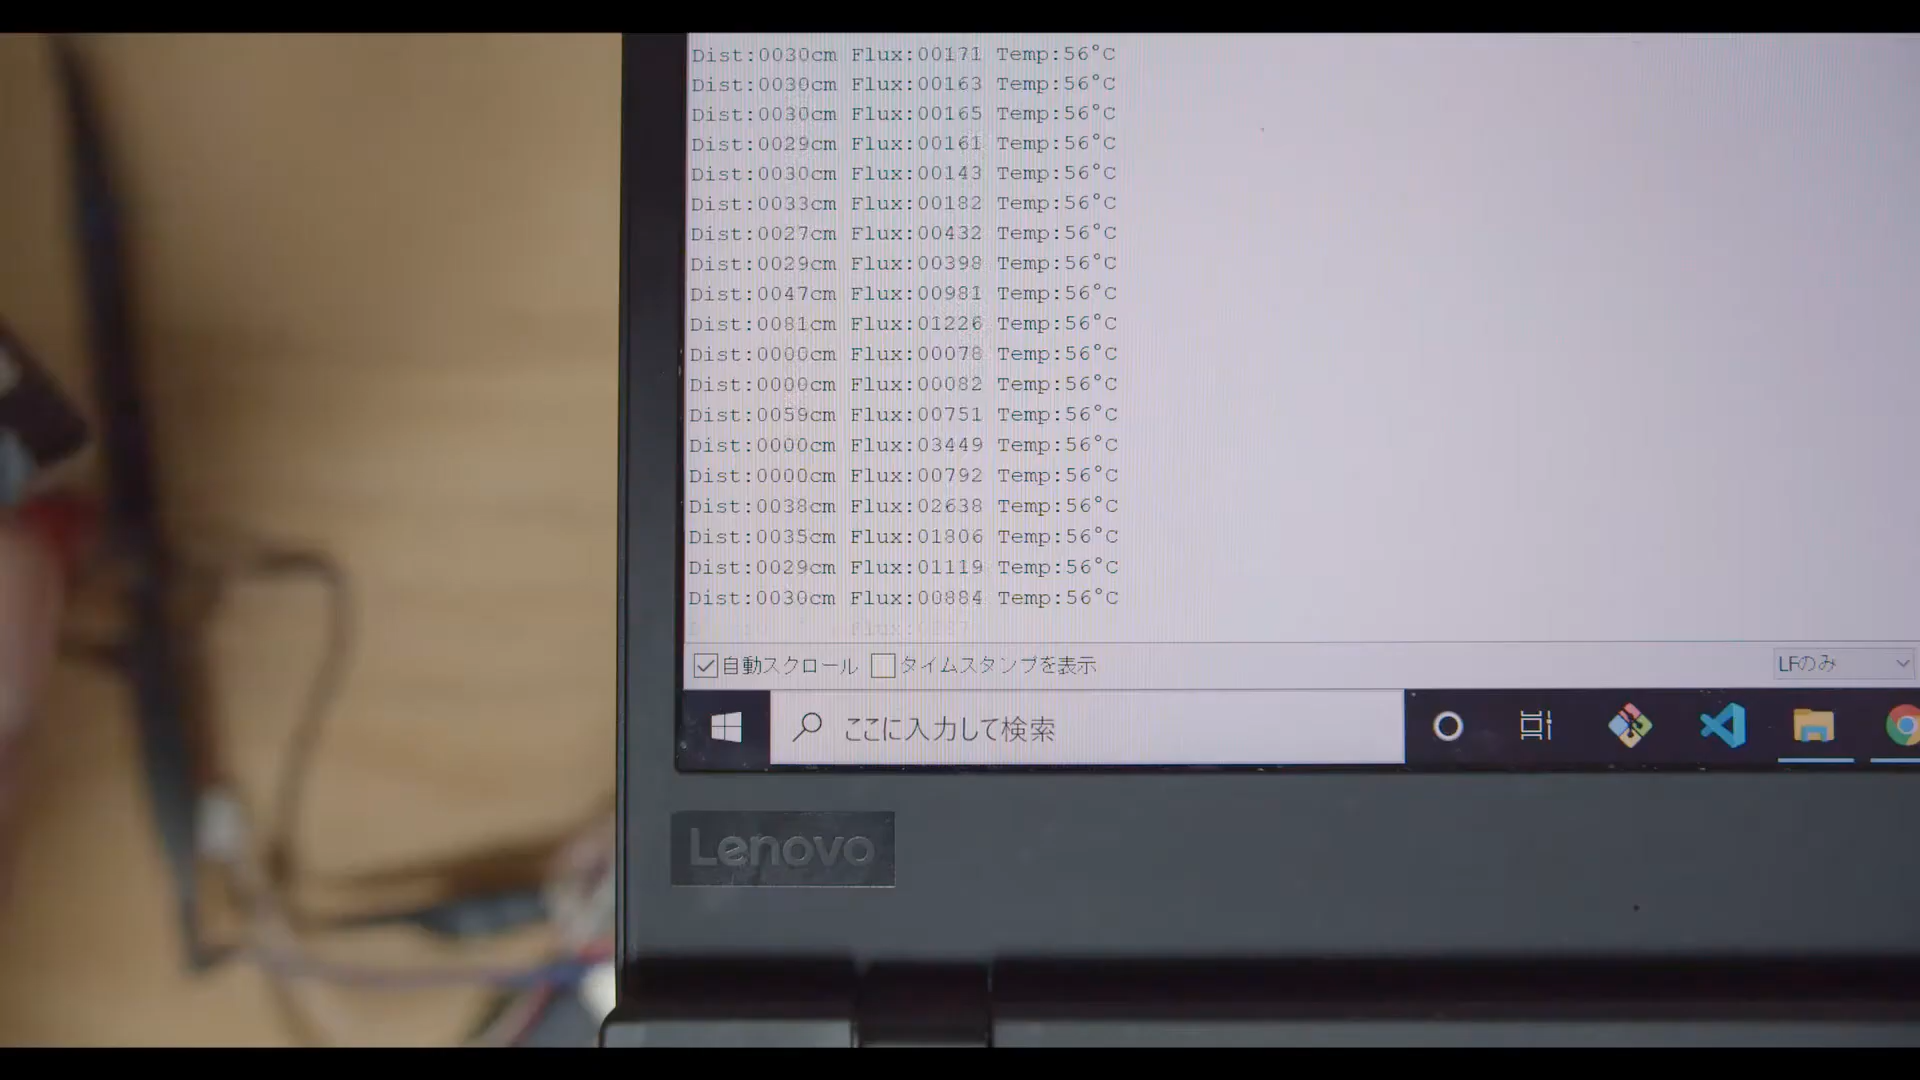 Dist:0030cm Flux:00171 Temp:56°C
Dist:0030cm Flux:00163 Temp:56°C
Dist:0030cm Flux:00165 Temp:56°C
Dist:0029cm Flux:00161 Temp:56°C
Dist:0030cm Flux:00143 Temp:56°C
Dist:0033cm Flux:00182 Temp:56°C
Dist:0027cm Flux:00432 Temp:56°C
Dist:0029cm Flux:00398 Temp:56°C
Dist:0047cm Flux:00981 Temp:56°C
Dist:0081cm Flux:01226 Temp:56°C
Dist:0000cm Flux:00078 Temp:56°C
Dist:0000cm Flux:00082 Temp:56°C
Dist:0059cm Flux:00751 Temp:56°C
Dist:0000cm Flux:03449 Temp:56°C
Dist:0000cm Flux:00792 Temp:56°C
Dist:0038cm Flux:02638 Temp:56°C
Dist:0035cm Flux:01806 Temp:56°C
Dist:0029cm Flux:01119 Temp:56°C
Dist:0030cm Flux:00884 Temp:56°C
自動スクロール タイムスタンプを表示 LFのみ
ここに入力して検索
Lenovo